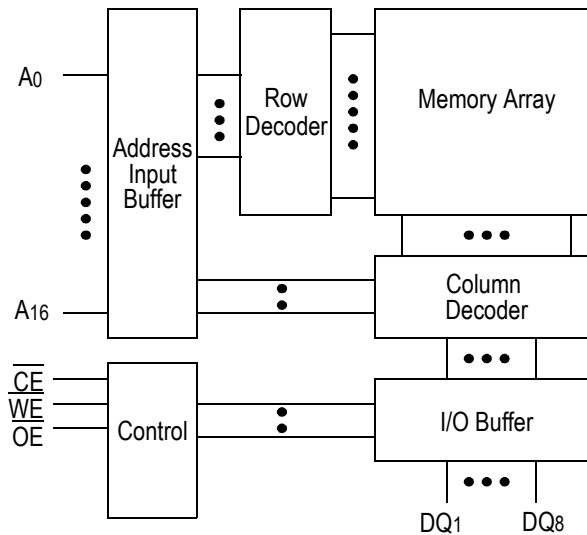 A0
A16
Address
Input
Buffer
Row
Decoder
Memory Array
Column
Decoder
CE
WE
OE
Control
I/O Buffer
DQ1
DQ8